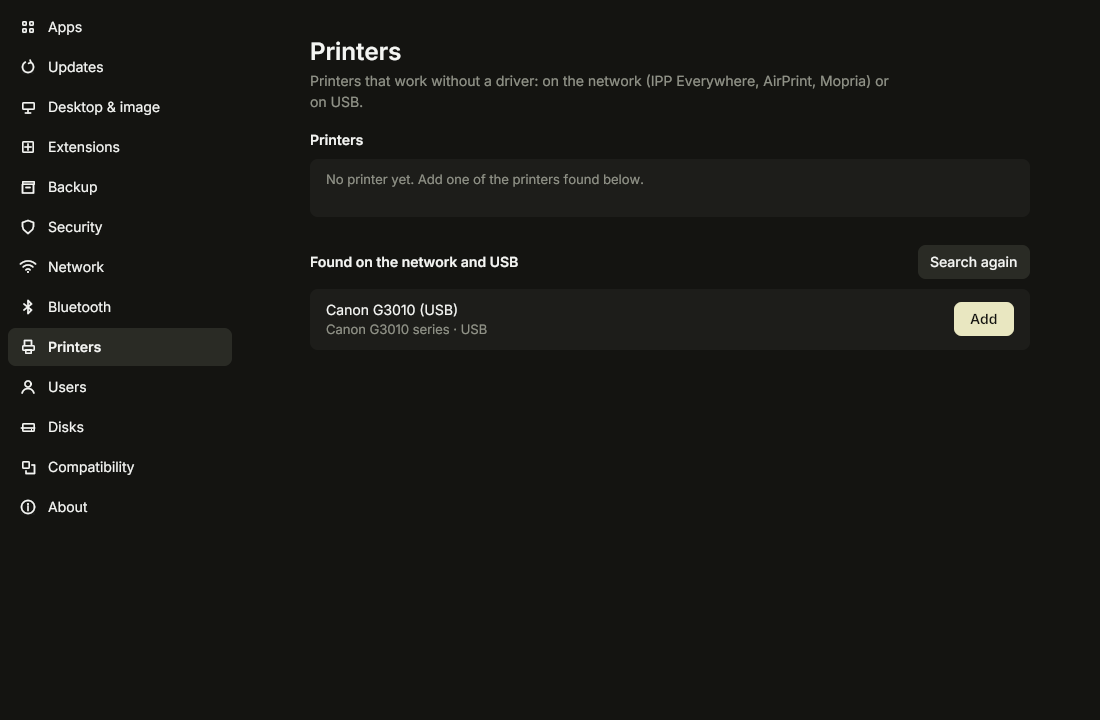 Apps
Updates
Desktop & image
Extensions
Backup
Security
Network
Bluetooth
Printers
Users
Disks
Compatibility
About
Printers
Printers that work without a driver: on the network (IPP Everywhere, AirPrint, Mopria) or
on USB.
Printers
No printer yet. Add one of the printers found below.
Found on the network and USB
Search again
Canon G3010 (USB)
Canon G3010 series · USB
Add